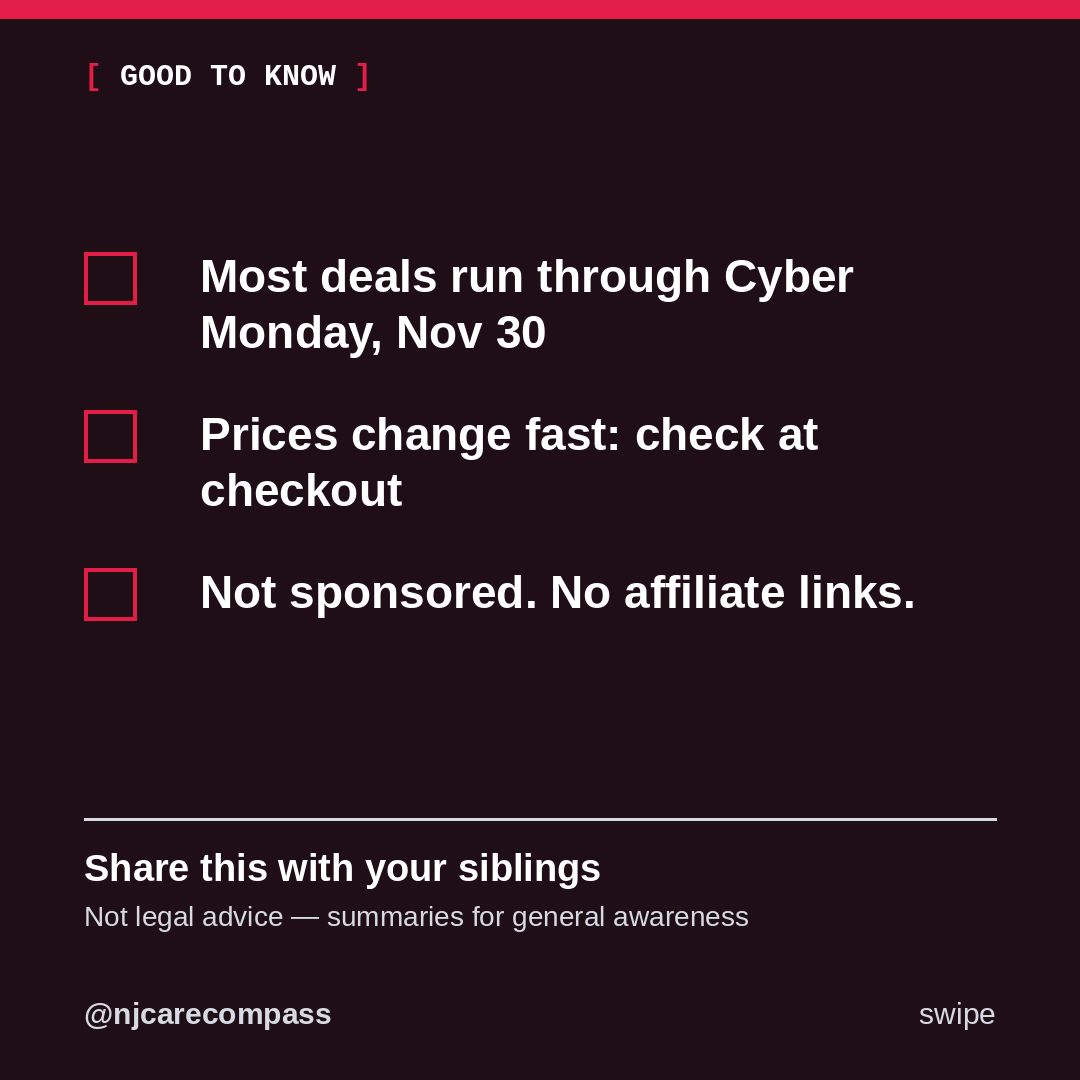 [ GOOD TO KNOW ]
Most deals run through Cyber
Monday, Nov 30
Prices change fast: check at
checkout
Not sponsored. No affiliate links.
Share this with your siblings
Not legal advice — summaries for general awareness
@njcarecompass
swipe